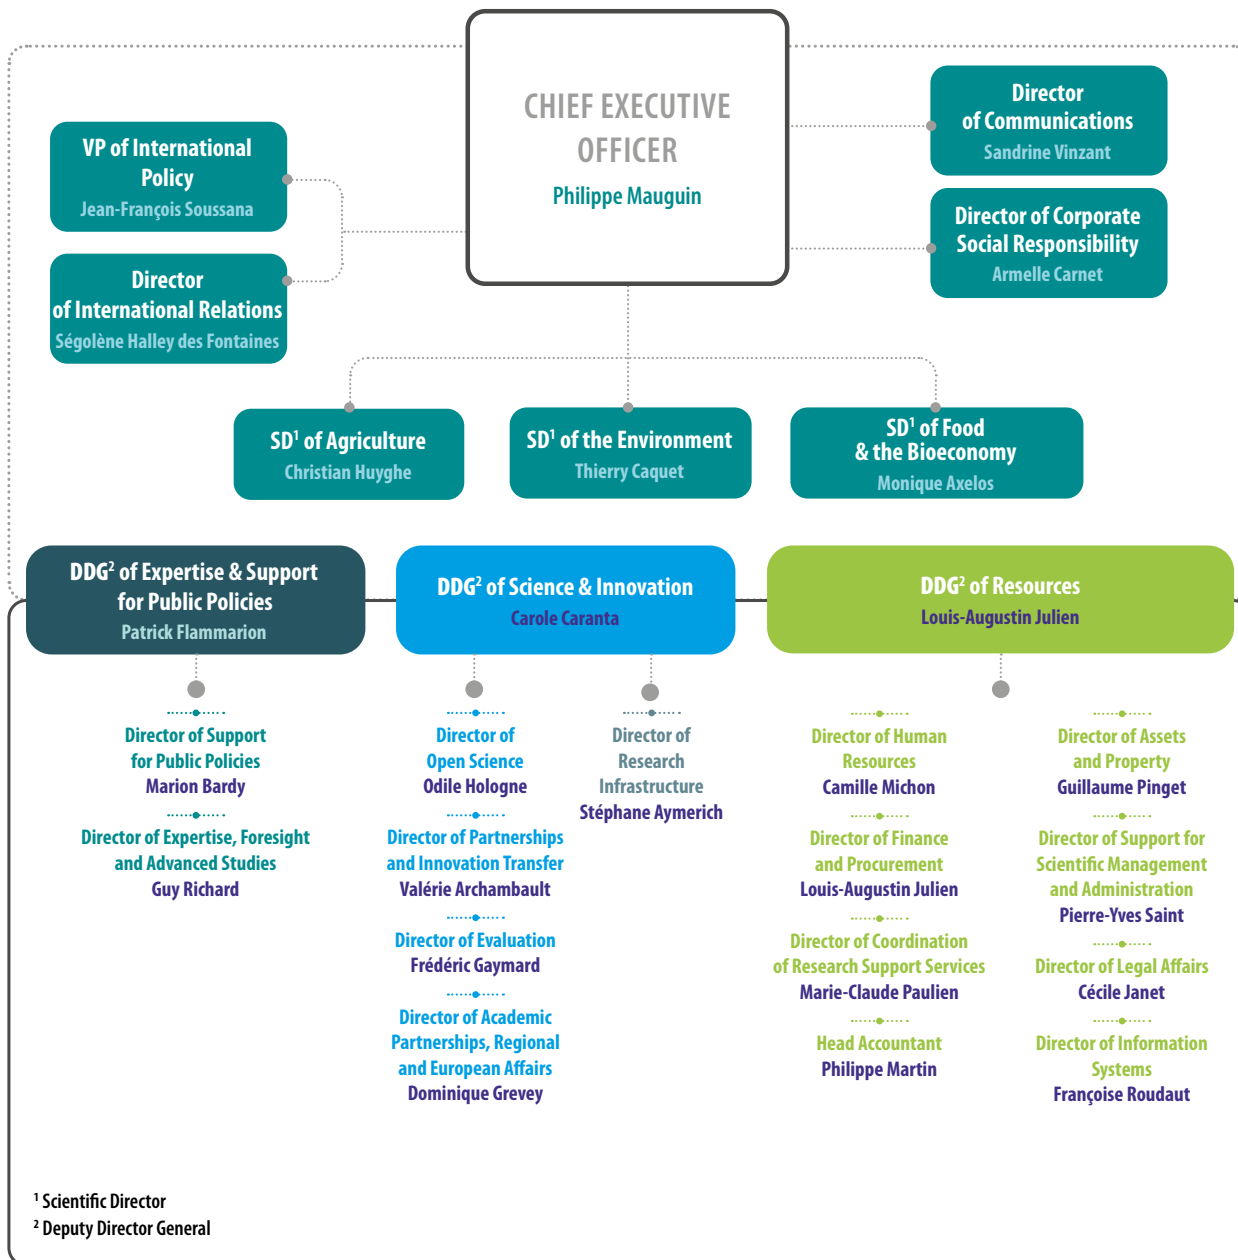 CHIEF EXECUTIVE
OFFICER
Philippe Mauguin
VP of International
Policy
Jean-François Soussana
Director
of International Relations
Ségolène Halley des Fontaines
Director
of Communications
Sandrine Vinzant
Director of Corporate
Social Responsibility
Armelle Carnet
SD¹ of Agriculture
Christian Huyghe
SD¹ of the Environment
Thierry Caquet
SD¹ of Food
& the Bioeconomy
Monique Axelos
DDG² of Expertise & Support
for Public Policies
Patrick Flammarion
DDG² of Science & Innovation
Carole Caranta
DDG² of Resources
Louis-Augustin Julien
Director of Support
for Public Policies
Marion Bardy
Director of Expertise, Foresight
and Advanced Studies
Guy Richard
Director of
Open Science
Odile Hologne
Director of Partnerships
and Innovation Transfer
Valérie Archambault
Director of Evaluation
Frédéric Gaymard
Director of Academic
Partnerships, Regional
and European Affairs
Dominique Grevey
Director of
Research
Infrastructure
Stéphane Aymerich
Director of Human
Resources
Camille Michon
Director of Finance
and Procurement
Louis-Augustin Julien
Director of Coordination
of Research Support Services
Marie-Claude Paulien
Head Accountant
Philippe Martin
Director of Assets
and Property
Guillaume Pinget
Director of Support for
Scientific Management
and Administration
Pierre-Yves Saint
Director of Legal Affairs
Cécile Janet
Director of Information
Systems
Françoise Roudaut
¹ Scientific Director
² Deputy Director General